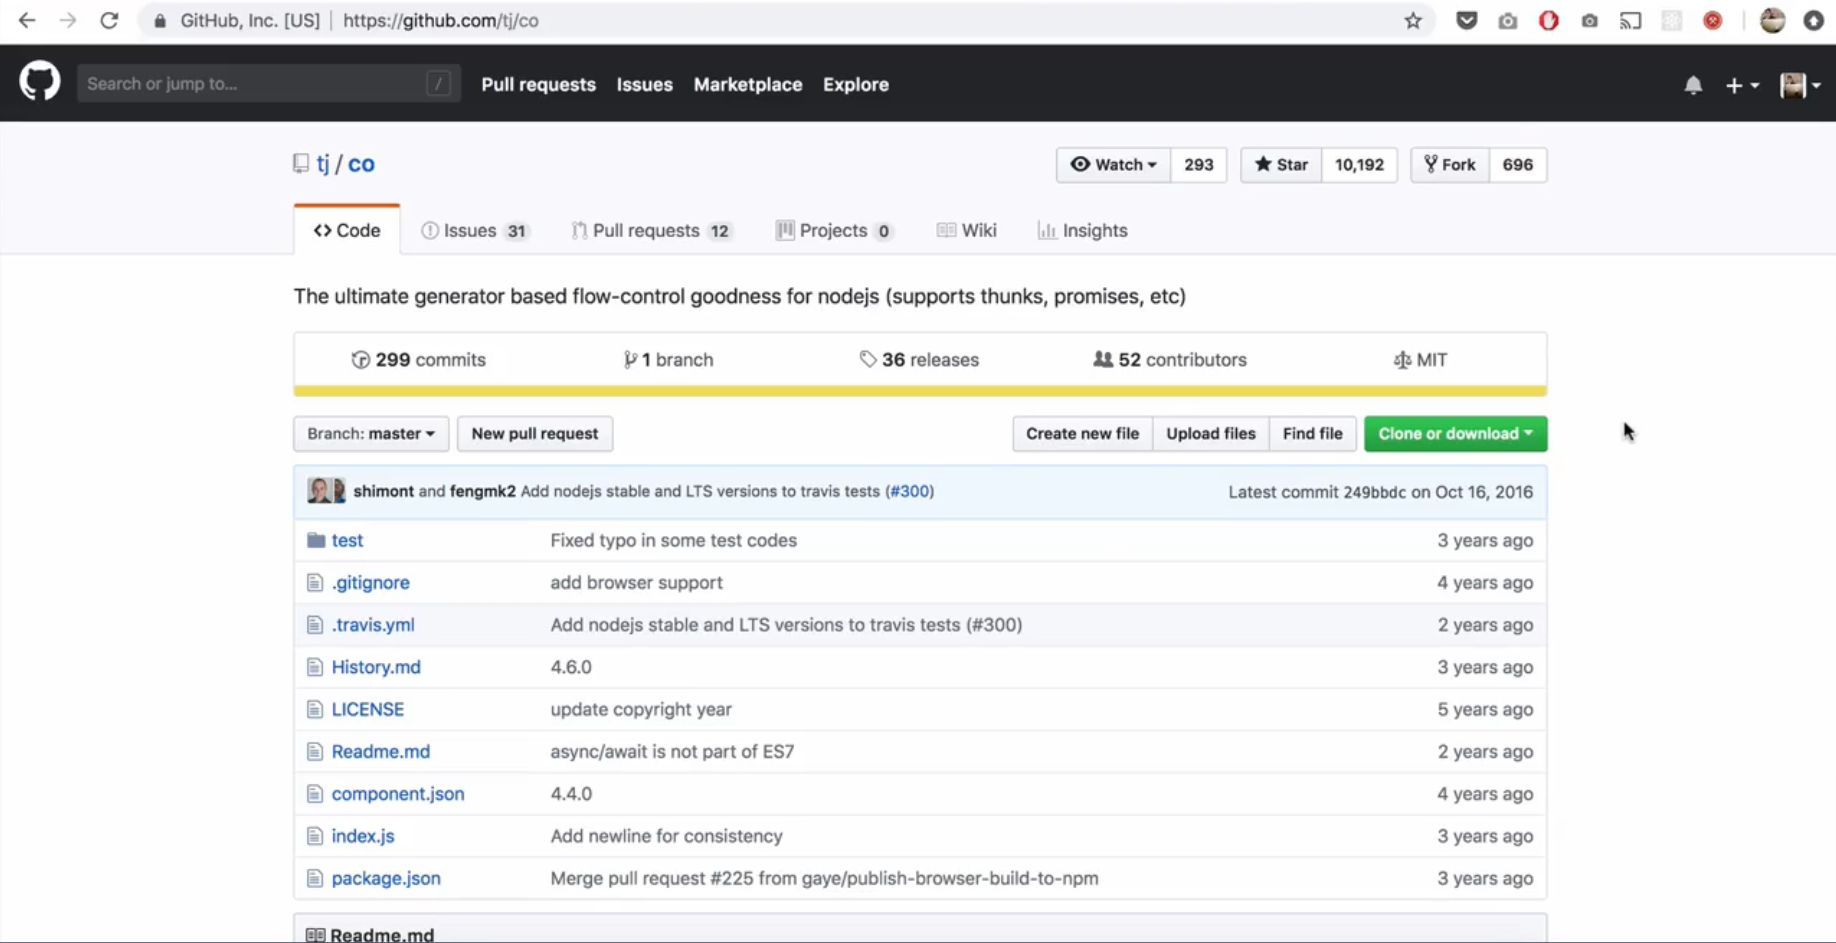 GitHub, Inc. [US] | https://github.com/tj/co
Search or jump to... / Pull requests Issues Marketplace Explore
tj / co Watch 293 Star 10,192 Fork 696
Code Issues 31 Pull requests 12 Projects 0 Wiki Insights
The ultimate generator based flow-control goodness for nodejs (supports thunks, promises, etc)
299 commits 1 branch 36 releases 52 contributors MIT
Branch: master New pull request Create new file Upload files Find file Clone or download
shimont and fengmk2 Add nodejs stable and LTS versions to travis tests (#300) Latest commit 249bbdc on Oct 16, 2016
test Fixed typo in some test codes 3 years ago
.gitignore add browser support 4 years ago
.travis.yml Add nodejs stable and LTS versions to travis tests (#300) 2 years ago
History.md 4.6.0 3 years ago
LICENSE update copyright year 5 years ago
Readme.md async/await is not part of ES7 2 years ago
component.json 4.4.0 4 years ago
index.js Add newline for consistency 3 years ago
package.json Merge pull request #225 from gaye/publish-browser-build-to-npm 3 years ago
Readme.md